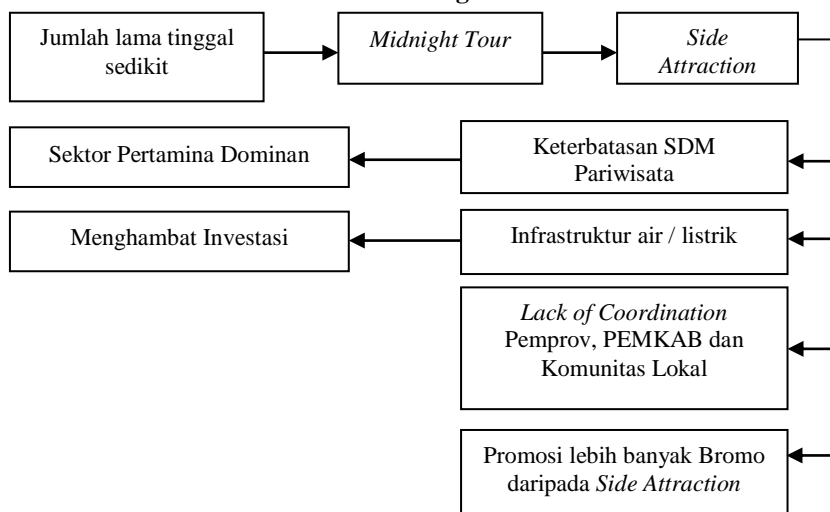 Jumlah lama tinggal
sedikit
Midnight Tour
Side
Attraction
Sektor Pertamina Dominan
Keterbatasan SDM
Pariwisata
Menghambat Investasi
Infrastruktur air / listrik
Lack of Coordination
Pemprov, PEMKAB dan
Komunitas Lokal
Promosi lebih banyak Bromo
daripada Side Attraction